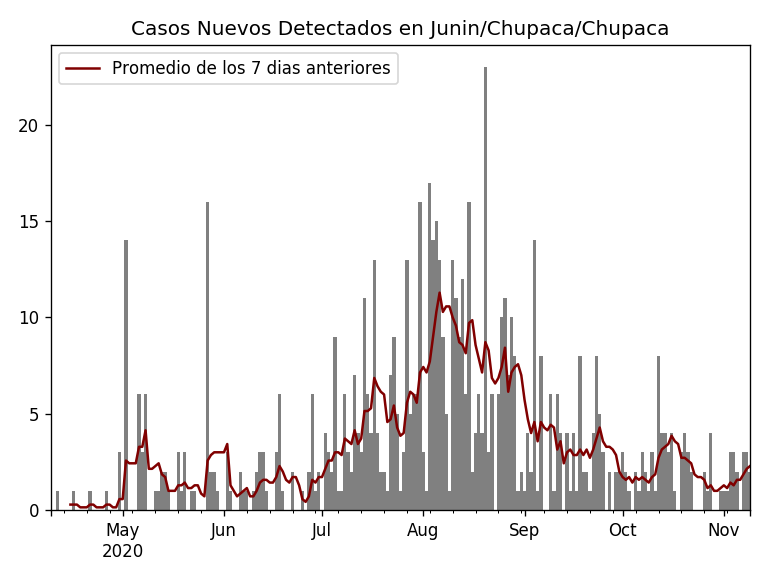 Casos Nuevos Detectados en Junin/Chupaca/Chupaca
Promedio de los 7 dias anteriores
20
15
10
5
0
May Jun Jul Aug Sep Oct Nov
2020